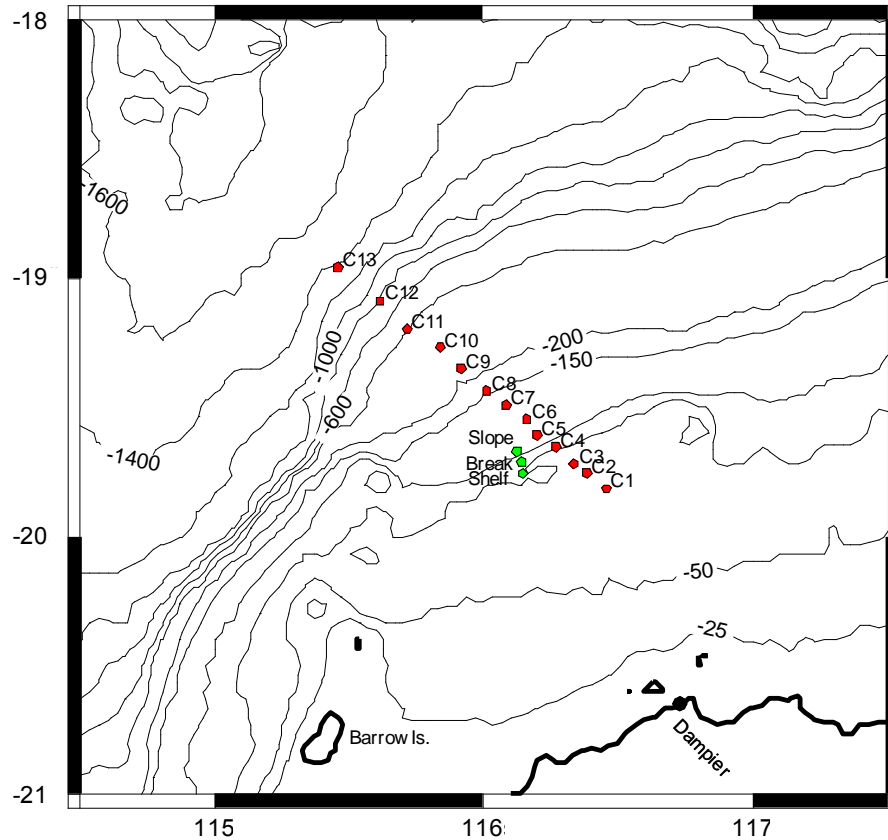 -18
-1600
-19
C13
C12
C11
C10
-1000
C9
-200
-150
C8
C7
-600
C6
C5
Slope
C4
Break
C3
-1400
C2
Shelf
C1
-20
-50
-25
Barrow Is.
Dampier
-21
115
116
117